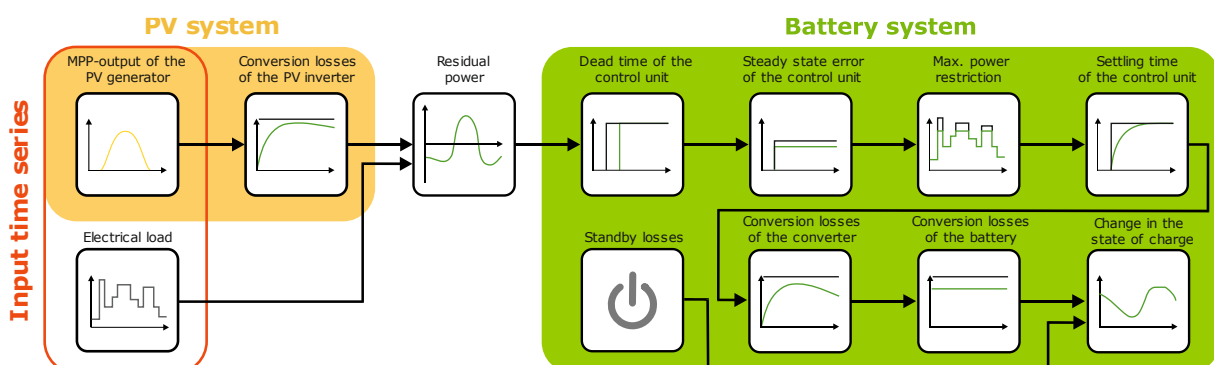 PV system
Battery system
MPP-output of the
PV generator
Conversion losses
of the PV inverter
Residual
power
Dead time of the
control unit
Steady state error
of the control unit
Max. power
restriction
Settling time
of the control unit
Input time series
Electrical load
Standby losses
Conversion losses
of the converter
Conversion losses
of the battery
Change in the
state of charge